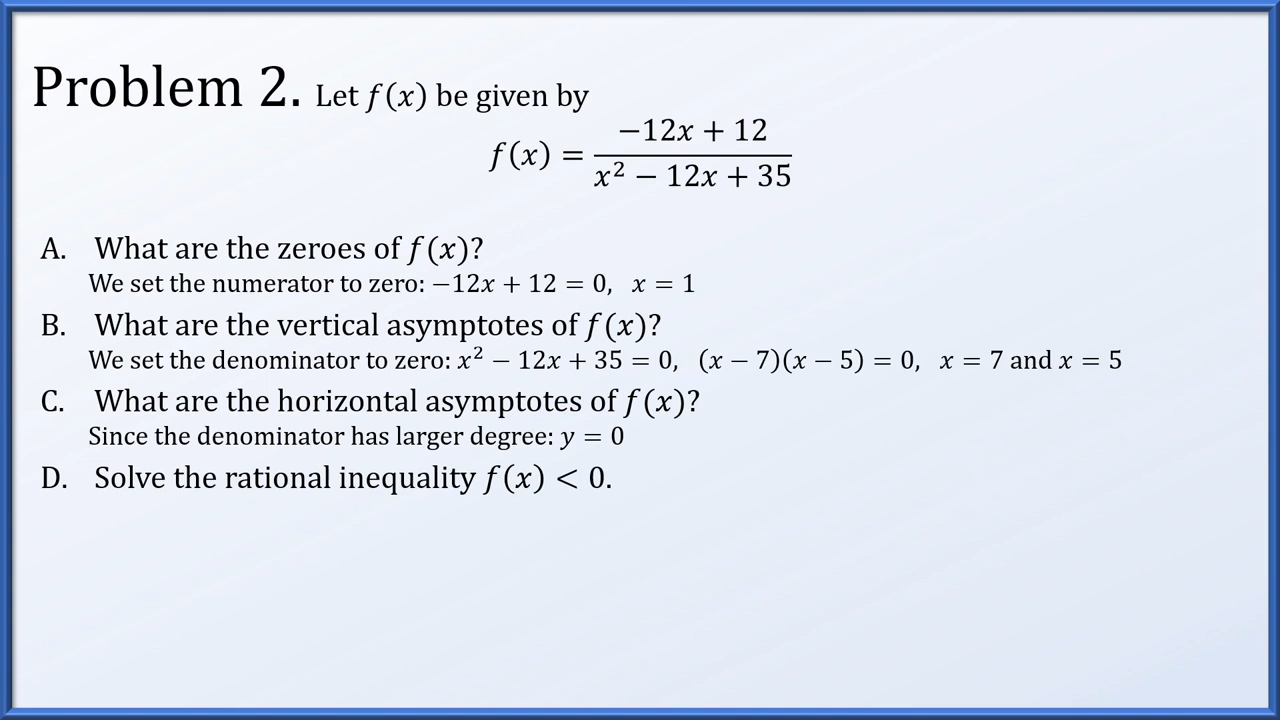 Problem 2. Let f(x) be given by
f(x) = \frac{-12x + 12}{x^2 - 12x + 35}
A. What are the zeroes of f(x)?
We set the numerator to zero: −12x + 12 = 0, x = 1
B. What are the vertical asymptotes of f(x)?
We set the denominator to zero: x² − 12x + 35 = 0, (x − 7)(x − 5) = 0, x = 7 and x = 5
C. What are the horizontal asymptotes of f(x)?
Since the denominator has larger degree: y = 0
D. Solve the rational inequality f(x) < 0.